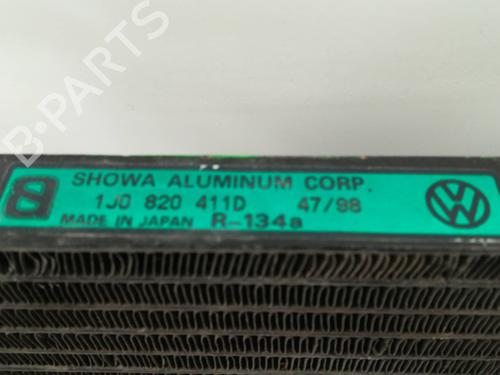 B-PARTS
SHOWA ALUMINUM CORP.
1J0 820 411D 47/98
MADE IN JAPAN R-134a